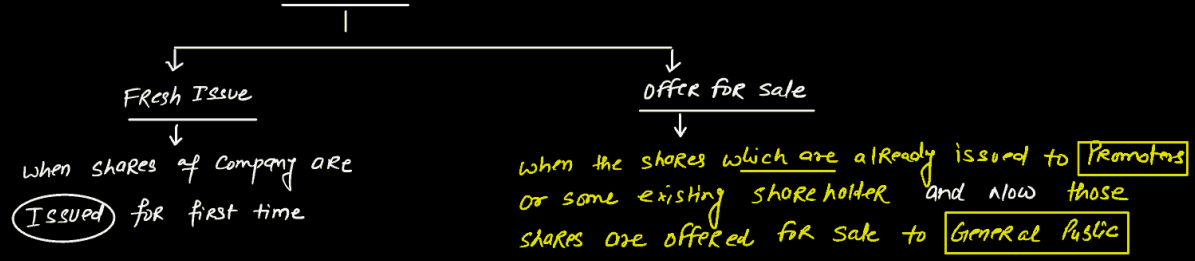 Fresh Issue
Offer for sale
when shares of Company are
Issued for first time
when the shares which are already issued to Promoters
or some existing shareholder and Now those
shares are offered for sale to General Public